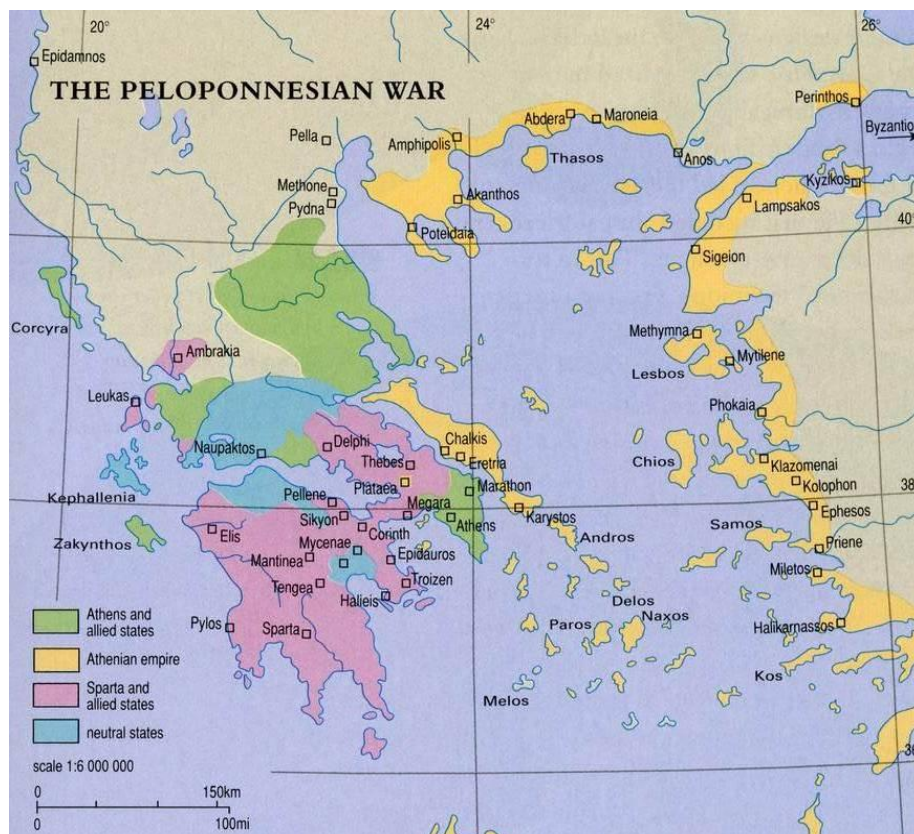 20°
24°
26°
Epidamnos
THE PELOPONNESIAN WAR
Perinthos
Abdera
Maroneia
Byzantio
Pella
Amphipolis
Anos
Thasos
Kyzikos
Methone
Akanthos
Lampsakos
Pydna
40
Poteldaia
Sigeion
Corcyra
Methymna
Ambrakia
Mytilene
Lesbos
Leukas
Phokaia
Chalkis
Naupaktos
Delphi
Chios
Klazomenai
Thebes
Eretria
Kolophon
Plataea
Marathon
38
Kephallenia
Pellene
Megara
Karystos
Ephesos
Sikyon
Athens
Samos
Elis
Corinth
Andros
Zakynthos
Mycenae
Priene
Mantinea
Epidauros
Miletos
Tengea
Troizen
Delos
Halieis
Naxos
Athens and
allied states
Pylos
Sparta
Paros
Halikarnassos
Athenian empire
Kos
Sparta and
allied states
Melos
neutral states
36
scale 1:6 000 000
0 150km
0 100mi